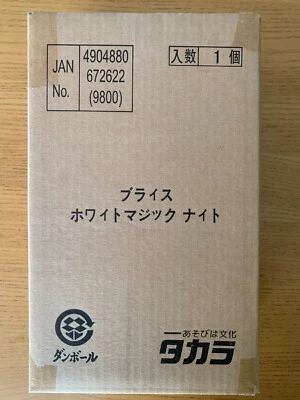 JAN No.
4904880
672622
(9800)
入数 1個
ブライス
ホワイトマジック ナイト
ダンボール
あそびは文化
タカラ